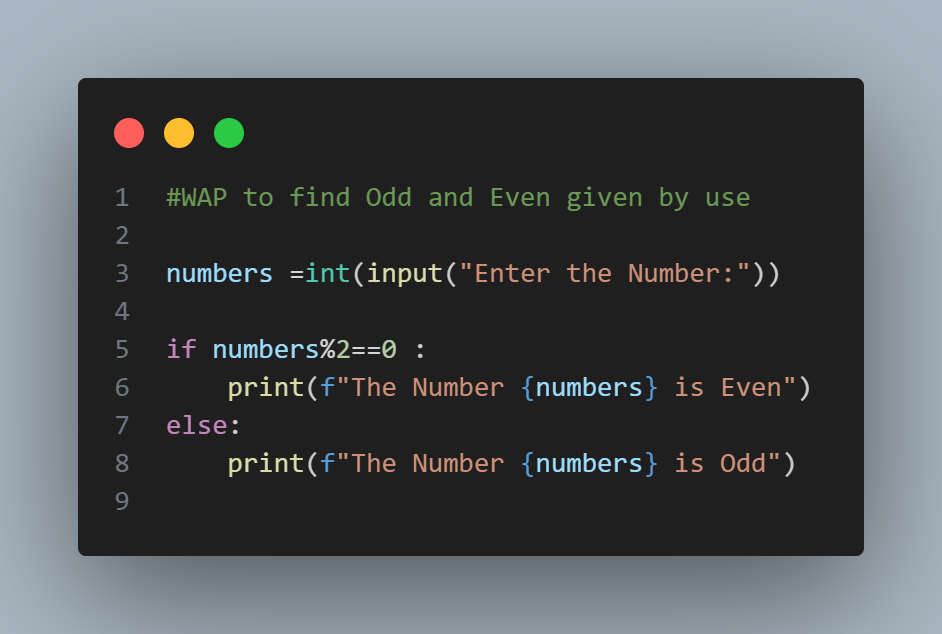 1 #WAP to find Odd and Even given by use
2
3 numbers =int(input("Enter the Number:"))
4
5 if numbers%2==0 :
6     print(f"The Number {numbers} is Even")
7 else:
8     print(f"The Number {numbers} is Odd")
9